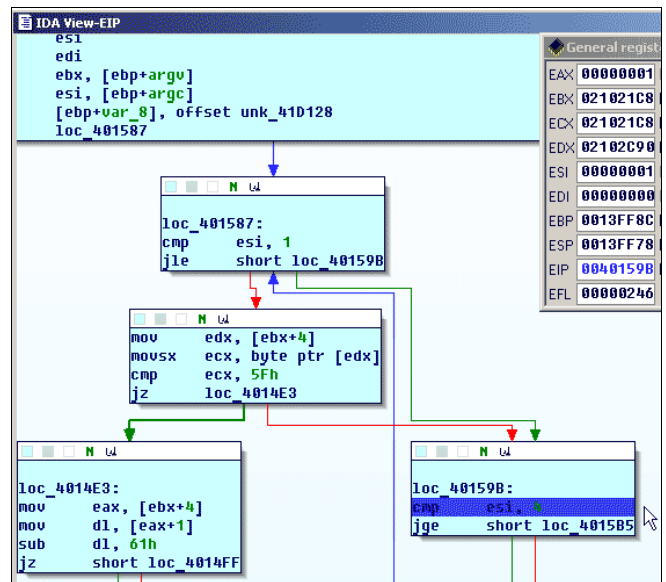 IDA View-EIP
esi
edi
ebx, [ebp+argv]
esi, [ebp+argc]
[ebp+var_8], offset unk_41D128
loc_401587
General regist
EAX 00000001
EBX 021021C8
ECX 021021C8
EDX 02102C90
ESI 00000001
EDI 00000000
EBP 0013FF8C
ESP 0013FF78
EIP 0040159B
EFL 00000246
N
loc_401587:
cmp esi, 1
jle short loc_40159B
N
mov edx, [ebx+4]
movsx ecx, byte ptr [edx]
cmp ecx, 5Fh
jz loc_4014E3
N
loc_4014E3:
mov eax, [ebx+4]
mov dl, [eax+1]
sub dl, 61h
jz short loc_4014FF
N
loc_40159B:
cmp esi, 4
jge short loc_4015B5